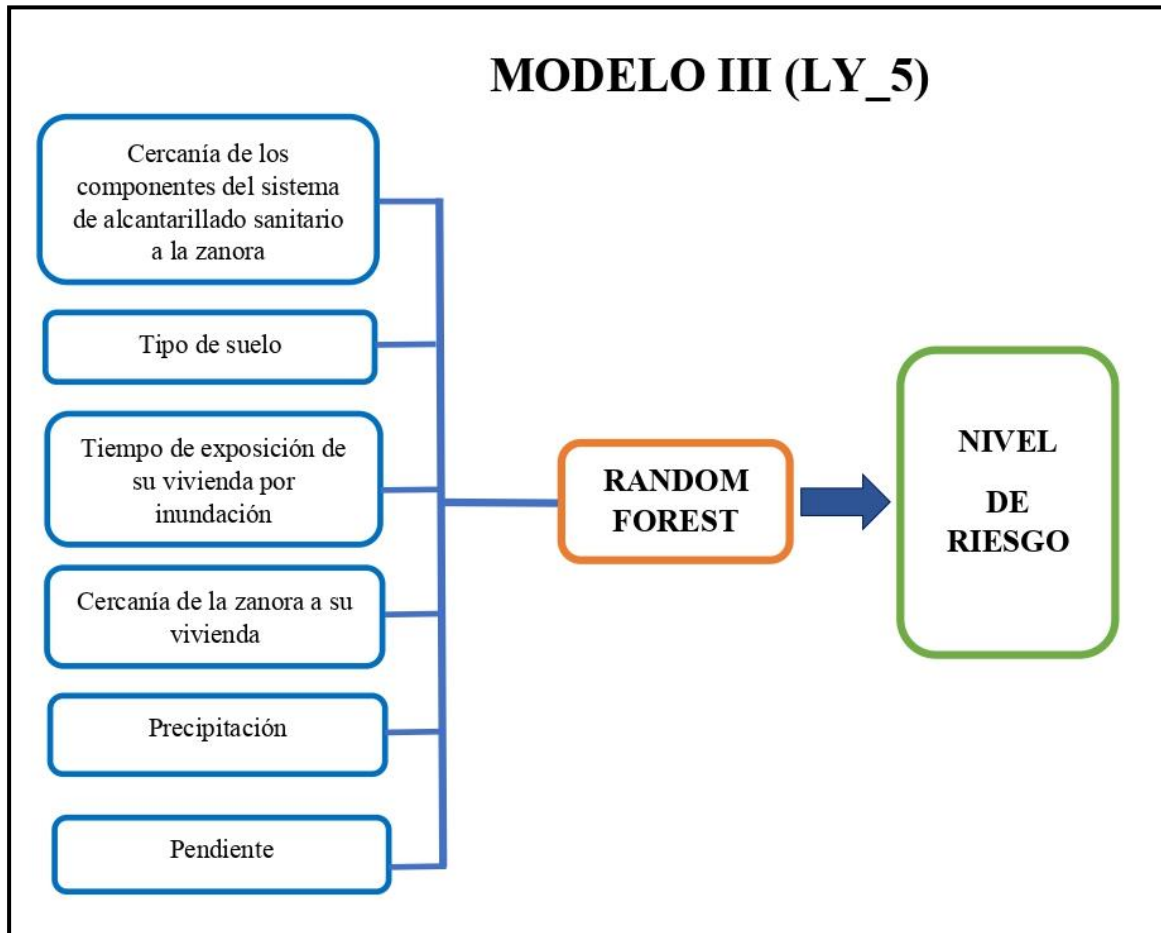 MODELO III (LY_5)
Cercanía de los
componentes del sistema
de alcantarillado sanitario
a la zanora
Tipo de suelo
Tiempo de exposición de
su vivienda por
inundación
Cercanía de la zanora a su
vivienda
Precipitación
Pendiente
RANDOM
FOREST
NIVEL
DE
RIESGO